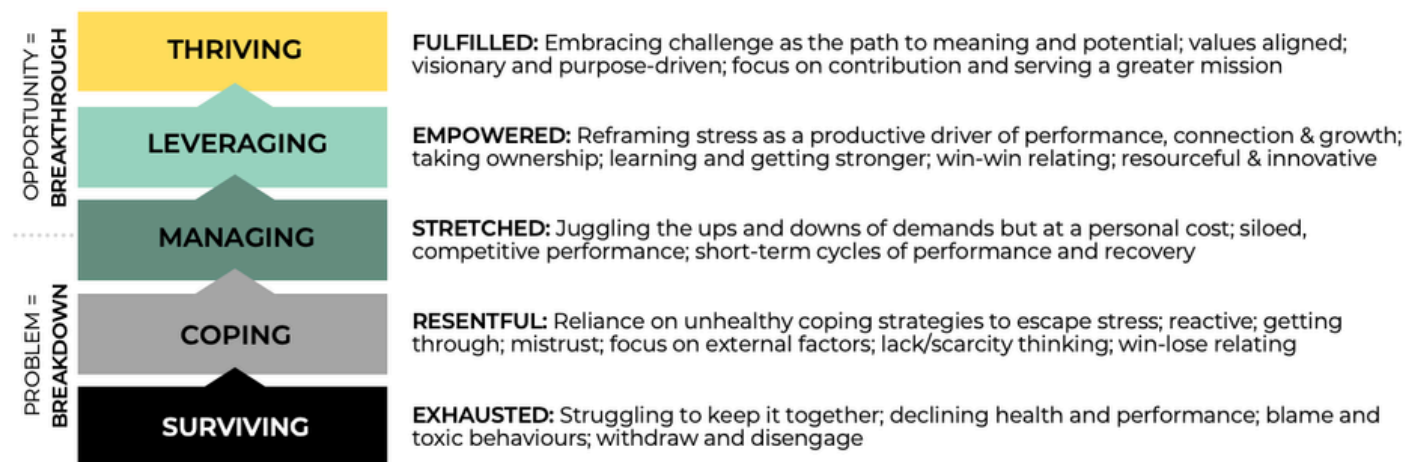 OPPORTUNITY =
BREAKTHROUGH
THRIVING
FULFILLED: Embracing challenge as the path to meaning and potential; values aligned;
visionary and purpose-driven; focus on contribution and serving a greater mission
LEVERAGING
EMPOWERED: Reframing stress as a productive driver of performance, connection & growth;
taking ownership; learning and getting stronger; win-win relating; resourceful & innovative
MANAGING
STRETCHED: Juggling the ups and downs of demands but at a personal cost; siloed,
competitive performance; short-term cycles of performance and recovery
PROBLEM =
BREAKDOWN
COPING
RESENTFUL: Reliance on unhealthy coping strategies to escape stress; reactive; getting
through; mistrust; focus on external factors; lack/scarcity thinking; win-lose relating
SURVIVING
EXHAUSTED: Struggling to keep it together; declining health and performance; blame and
toxic behaviours; withdraw and disengage